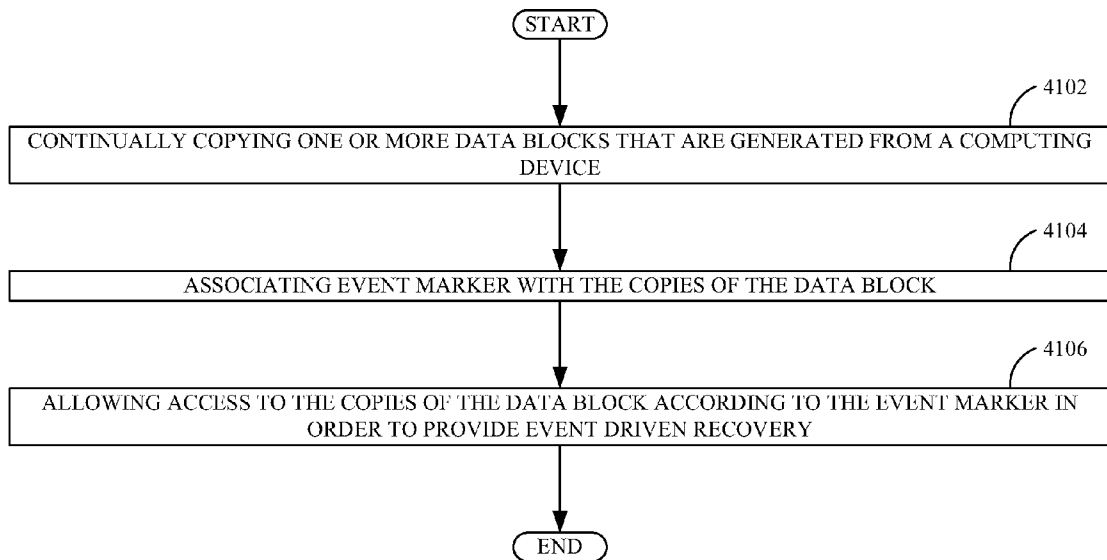 START
4102
CONTINUALLY COPYING ONE OR MORE DATA BLOCKS THAT ARE GENERATED FROM A COMPUTING
DEVICE
4104
ASSOCIATING EVENT MARKER WITH THE COPIES OF THE DATA BLOCK
4106
ALLOWING ACCESS TO THE COPIES OF THE DATA BLOCK ACCORDING TO THE EVENT MARKER IN
ORDER TO PROVIDE EVENT DRIVEN RECOVERY
END